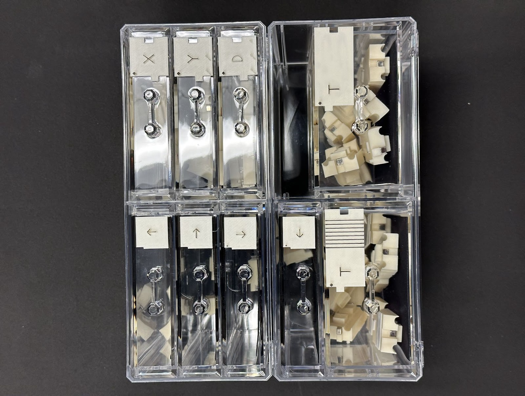 X Y D T
← ↑ → ↓ T